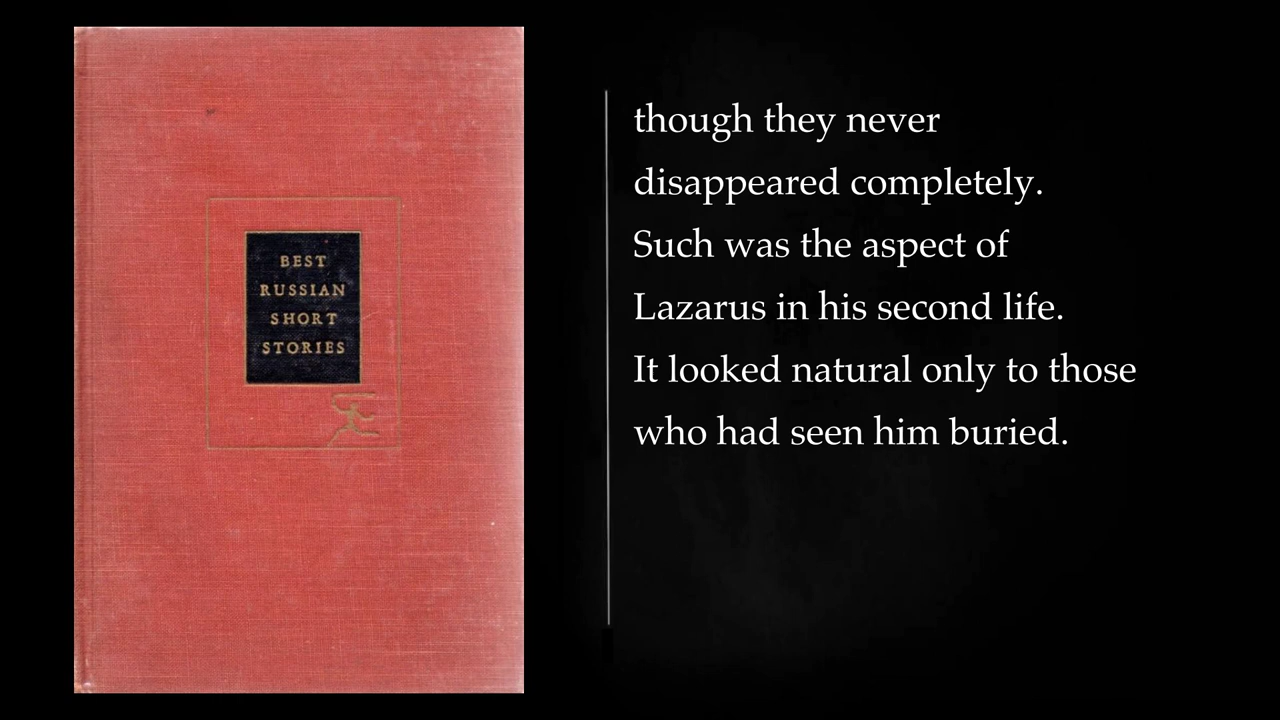 BEST
RUSSIAN
SHORT
STORIES
though they never
disappeared completely.
Such was the aspect of
Lazarus in his second life.
It looked natural only to those
who had seen him buried.